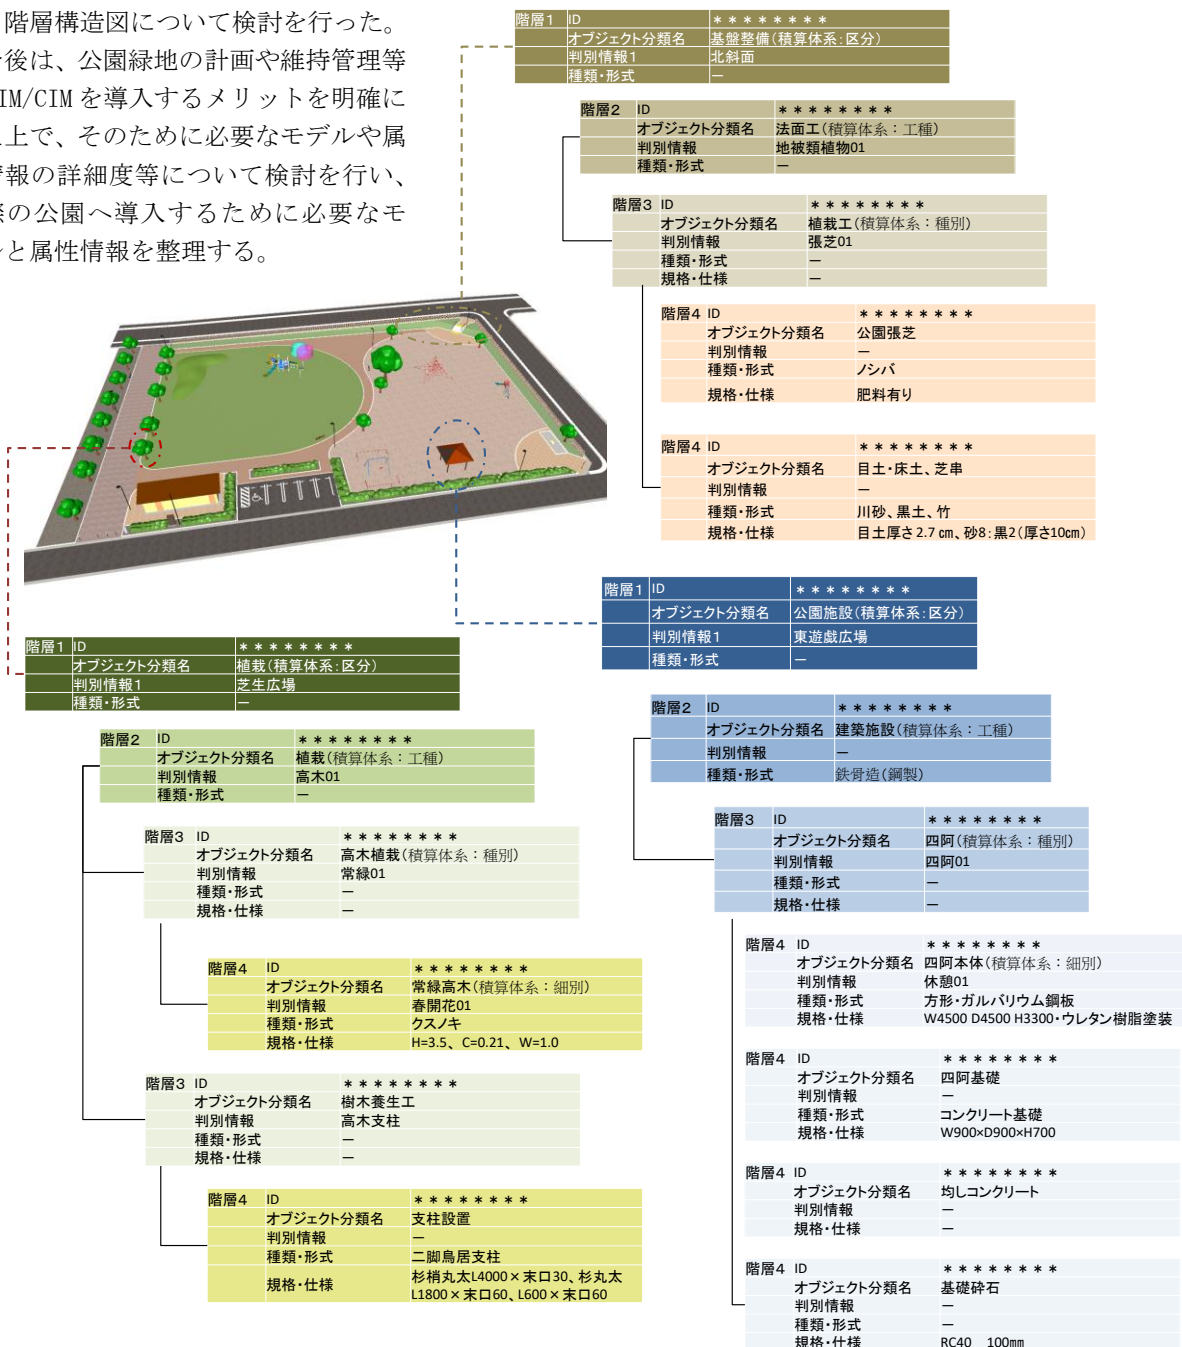 階層構造図について検討を行った。
後は、公園緑地の計画や維持管理等
IM/CIMを導入するメリットを明確に
上で、そのために必要なモデルや属
情報の詳細度等について検討を行い、
際の公園へ導入するために必要なモ
と属性情報を整理する。
階層1 ID ＊＊＊＊＊＊＊＊
オブジェクト分類名 基盤整備(積算体系:区分)
判別情報1 北斜面
種類・形式 －
階層2 ID ＊＊＊＊＊＊＊＊
オブジェクト分類名 法面工(積算体系：工種)
判別情報 地被類植物01
種類・形式 －
階層3 ID ＊＊＊＊＊＊＊＊
オブジェクト分類名 植栽工(積算体系：種別)
判別情報 張芝01
種類・形式 －
規格・仕様 －
階層4 ID ＊＊＊＊＊＊＊＊
オブジェクト分類名 公園張芝
判別情報 －
種類・形式 ノシバ
規格・仕様 肥料有り
階層4 ID ＊＊＊＊＊＊＊＊
オブジェクト分類名 目土・床土、芝串
判別情報 －
種類・形式 川砂、黒土、竹
規格・仕様 目土厚さ2.7㎝、砂8:黒2(厚さ10㎝)
階層1 ID ＊＊＊＊＊＊＊＊
オブジェクト分類名 公園施設(積算体系:区分)
判別情報1 東遊戯広場
種類・形式 －
階層2 ID ＊＊＊＊＊＊＊＊
オブジェクト分類名 建築施設(積算体系：工種)
判別情報 －
種類・形式 鉄骨造(鋼製)
階層3 ID ＊＊＊＊＊＊＊＊
オブジェクト分類名 四阿(積算体系：種別)
判別情報 四阿01
種類・形式 －
規格・仕様 －
階層4 ID ＊＊＊＊＊＊＊＊
オブジェクト分類名 四阿本体(積算体系：細別)
判別情報 休憩01
種類・形式 方形・ガルバリウム鋼板
規格・仕様 W4500 D4500 H3300・ウレタン樹脂塗装
階層4 ID ＊＊＊＊＊＊＊＊
オブジェクト分類名 四阿基礎
判別情報 －
種類・形式 コンクリート基礎
規格・仕様 W900×D900×H700
階層4 ID ＊＊＊＊＊＊＊＊
オブジェクト分類名 均しコンクリート
判別情報 －
規格・仕様 －
階層4 ID ＊＊＊＊＊＊＊＊
オブジェクト分類名 基礎砕石
判別情報 －
種類・形式 －
規格・仕様 RC40 100㎜
階層1 ID ＊＊＊＊＊＊＊＊
オブジェクト分類名 植栽(積算体系:区分)
判別情報1 芝生広場
種類・形式 －
階層2 ID ＊＊＊＊＊＊＊＊
オブジェクト分類名 植栽(積算体系：工種)
判別情報 高木01
種類・形式 －
階層3 ID ＊＊＊＊＊＊＊＊
オブジェクト分類名 高木植栽(積算体系：種別)
判別情報 常緑01
種類・形式 －
規格・仕様 －
階層4 ID ＊＊＊＊＊＊＊＊
オブジェクト分類名 常緑高木(積算体系：細別)
判別情報 春開花01
種類・形式 クスノキ
規格・仕様 H=3.5、C=0.21、W=1.0
階層3 ID ＊＊＊＊＊＊＊＊
オブジェクト分類名 樹木養生工
判別情報 高木支柱
種類・形式 －
規格・仕様 －
階層4 ID ＊＊＊＊＊＊＊＊
オブジェクト分類名 支柱設置
判別情報 －
種類・形式 二脚鳥居支柱
規格・仕様 杉梢丸太L4000×末口30、杉丸太
L1800×末口60、L600×末口60